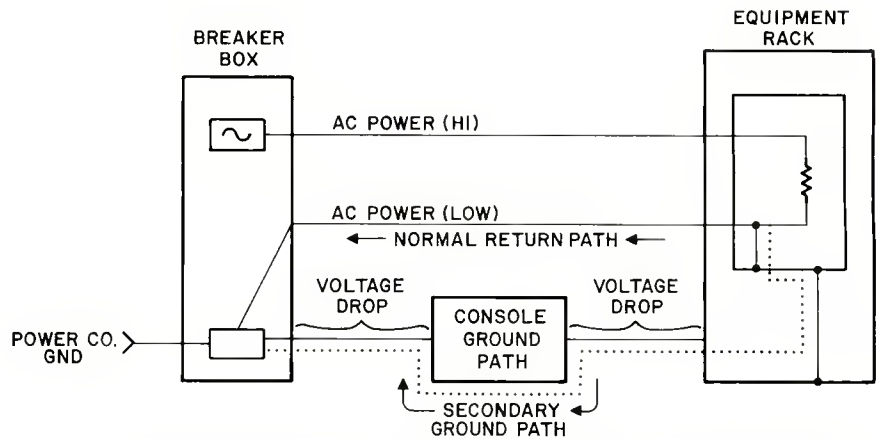 EQUIPMENT
RACK
BREAKER
BOX
AC POWER (HI)
AC POWER (LOW)
NORMAL RETURN PATH
VOLTAGE
DROP
CONSOLE
GROUND
PATH
VOLTAGE
DROP
POWER CO.
GND
SECONDARY
GROUND PATH